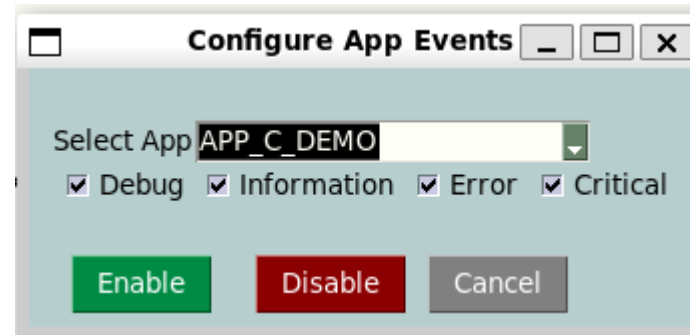 Configure App Events
Select App APP_C_DEMO
Debug Information Error Critical
Enable Disable Cancel